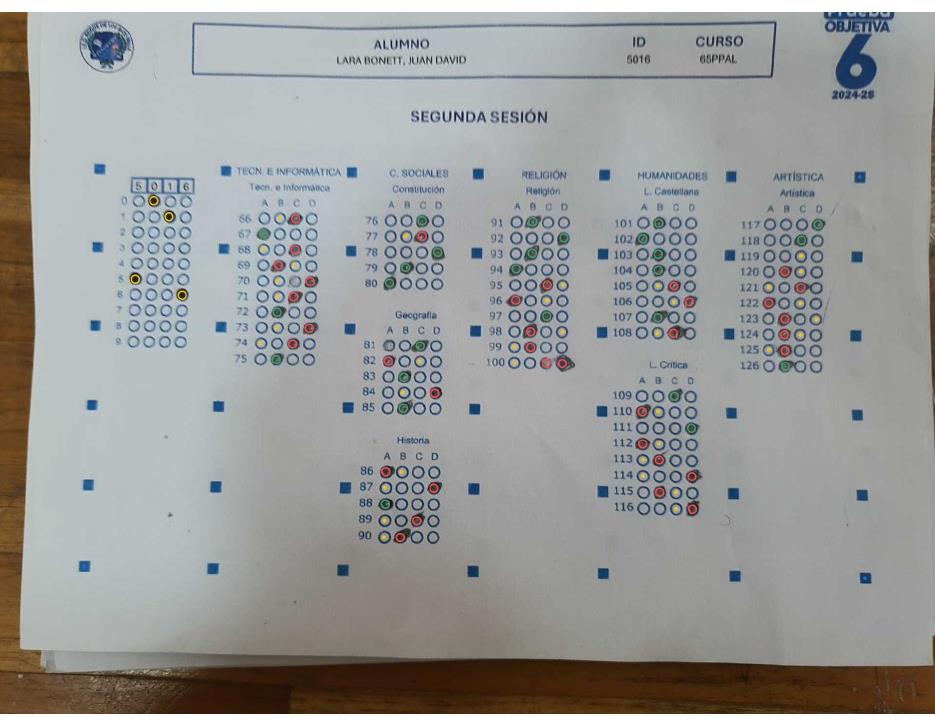 Prueba
OBJETIVA
6
2024-25
ALUMNO ID CURSO
LARA BONETT, JUAN DAVID 5016 65PPAL
SEGUNDA SESIÓN
5 0 1 6
0
1
2
3
4
5
6
7
8
9
TECN. E INFORMÁTICA
Tecn. e Informática
A B C D
66
67
68
69
70
71
72
73
74
75
C. SOCIALES
Constitución
A B C D
76
77
78
79
80
Geografia
A B C D
81
82
83
84
85
Historia
A B C D
86
87
88
89
90
RELIGIÓN
Religión
A B C D
91
92
93
94
95
96
97
98
99
100
HUMANIDADES
L. Castellana
A B C D
101
102
103
104
105
106
107
108
L. Critica
A B C D
109
110
111
112
113
114
115
116
ARTÍSTICA
Artística
A B C D
117
118
119
120
121
122
123
124
125
126